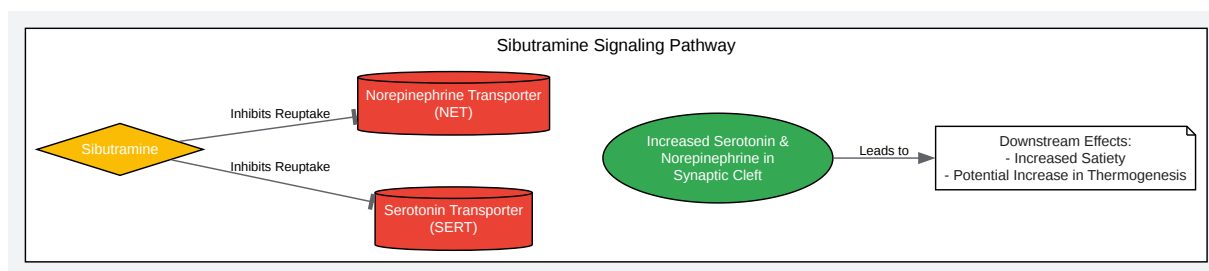 Sibutramine Signaling Pathway
Sibutramine
Inhibits Reuptake
Inhibits Reuptake
Norepinephrine Transporter
(NET)
Serotonin Transporter
(SERT)
Increased Serotonin &
Norepinephrine in
Synaptic Cleft
Leads to
Downstream Effects:
- Increased Satiety
- Potential Increase in Thermogenesis